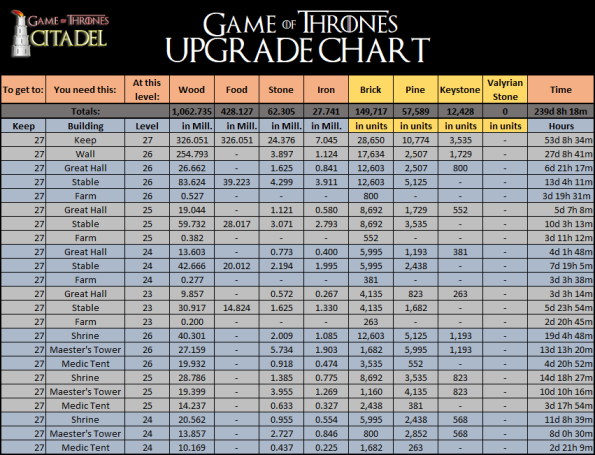 GAME OF THRONES
CITADEL
GAME OF THRONES
UPGRADE CHART
To get to: You need this: At this level: Wood Food Stone Iron Brick Pine Keystone Valyrian Stone Time
Totals: 1,062.735 428.127 62.305 27.741 149,717 57,589 12,428 0 239d 8h 18m
Keep Building Level in Mill. in Mill. in Mill. in Mill. in units in units in units in units Hours
27 Keep 27 326.051 326.051 24.376 7.045 28,650 10,774 3,535 - 53d 8h 34m
27 Wall 26 254.793 - 3.897 1.124 17,634 2,507 1,729 - 27d 8h 41m
27 Great Hall 26 26.662 - 1.625 0.841 12,603 2,507 800 - 6d 21h 17m
27 Stable 26 83.624 39.223 4.299 3.911 12,603 5,125 - - 13d 4h 11m
27 Farm 26 0.527 - - - 800 - - - 3d 19h 31m
27 Great Hall 25 19.044 - 1.121 0.580 8,692 1,729 552 - 5d 7h 8m
27 Stable 25 59.732 28.017 3.071 2.793 8,692 3,535 - - 10d 3h 13m
27 Farm 25 0.382 - - - 552 - - - 3d 11h 12m
27 Great Hall 24 13.603 - 0.773 0.400 5,995 1,193 381 - 4d 1h 48m
27 Stable 24 42.666 20.012 2.194 1.995 5,995 2,438 - - 7d 19h 5m
27 Farm 24 0.277 - - - 381 - - - 3d 3h 38m
27 Great Hall 23 9.857 - 0.572 0.267 4,135 823 263 - 3d 3h 14m
27 Stable 23 30.917 14.824 1.625 1.330 4,135 1,682 - - 5d 23h 54m
27 Farm 23 0.200 - - - 263 - - - 2d 20h 45m
27 Shrine 26 40.301 - 2.009 1.085 12,603 5,125 1,193 - 19d 4h 48m
27 Maester's Tower 26 27.159 - 5.734 1.903 1,682 5,995 1,193 - 13d 13h 20m
27 Medic Tent 26 19.932 - 0.918 0.474 3,535 552 - - 4d 20h 52m
27 Shrine 25 28.786 - 1.385 0.775 8,692 3,535 823 - 14d 18h 27m
27 Maester's Tower 25 19.399 - 3.955 1.269 1,160 4,135 823 - 10d 10h 16m
27 Medic Tent 25 14.237 - 0.633 0.327 2,438 381 - - 3d 17h 54m
27 Shrine 24 20.562 - 0.955 0.554 5,995 2,438 568 - 11d 8h 39m
27 Maester's Tower 24 13.857 - 2.727 0.846 800 2,852 568 - 8d 0h 30m
27 Medic Tent 24 10.169 - 0.437 0.225 1,682 263 - - 2d 21h 9m